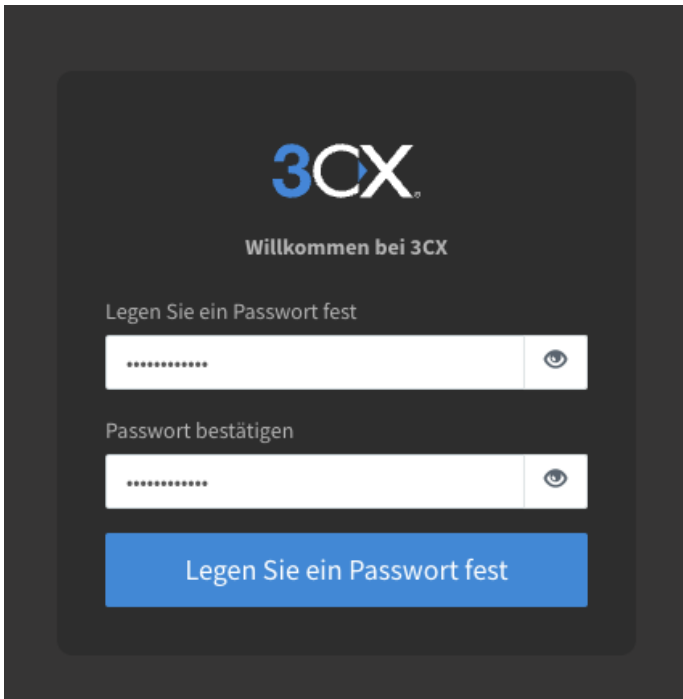 3CX
Willkommen bei 3CX
Legen Sie ein Passwort fest
••••••••••••
Passwort bestätigen
••••••••••••
Legen Sie ein Passwort fest